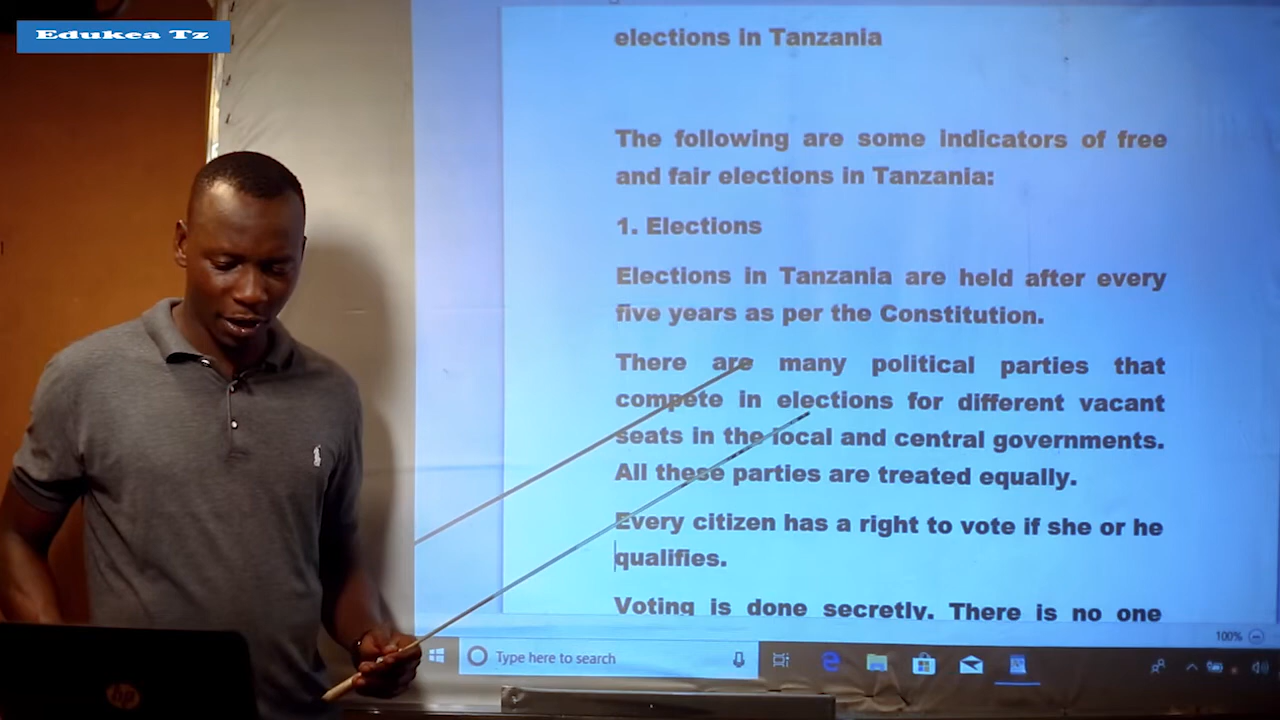 Edukea Tz
elections in Tanzania
The following are some indicators of free
and fair elections in Tanzania:
1. Elections
Elections in Tanzania are held after every
five years as per the Constitution.
There are many political parties that
compete in elections for different vacant
seats in the local and central governments.
All these parties are treated equally.
Every citizen has a right to vote if she or he
qualifies.
Voting is done secretly. There is no one
100%
Type here to search
hp